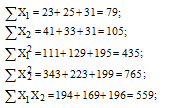 ∑X₁ = 23+ 25+31= 79;
∑X₂ = 41+ 33+31= 105;
∑X₁² =111+129+195= 435;
∑X₂² =343+223+199= 765;
∑X₁X₂ =194+169+196= 559;